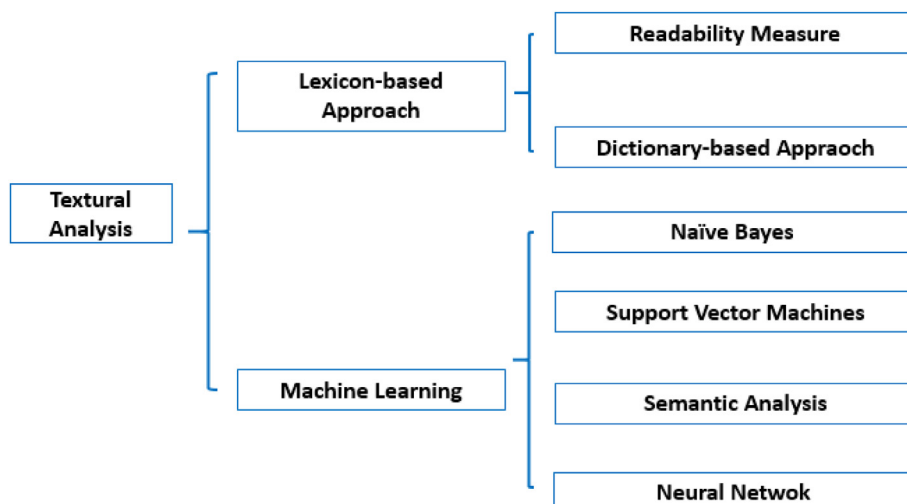 Readability Measure
Lexicon-based
Approach
Dictionary-based Appraoch
Textural
Analysis
Naïve Bayes
Support Vector Machines
Machine Learning
Semantic Analysis
Neural Netwok